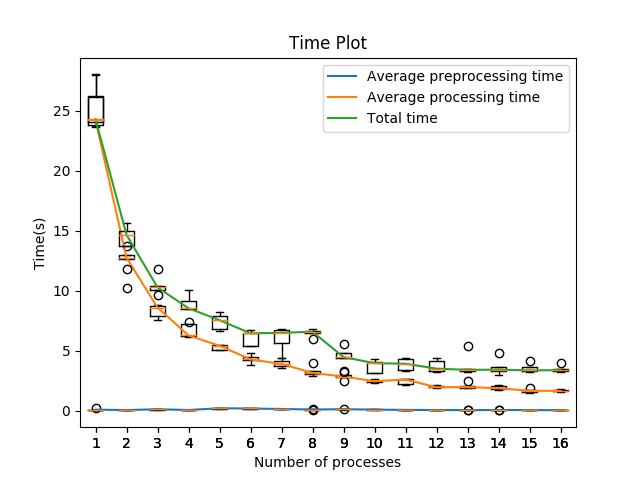 Time Plot
Average preprocessing time
Average processing time
Total time
25
20
15
10
5
0
Time(s)
1 2 3 4 5 6 7 8 9 10 11 12 13 14 15 16
Number of processes